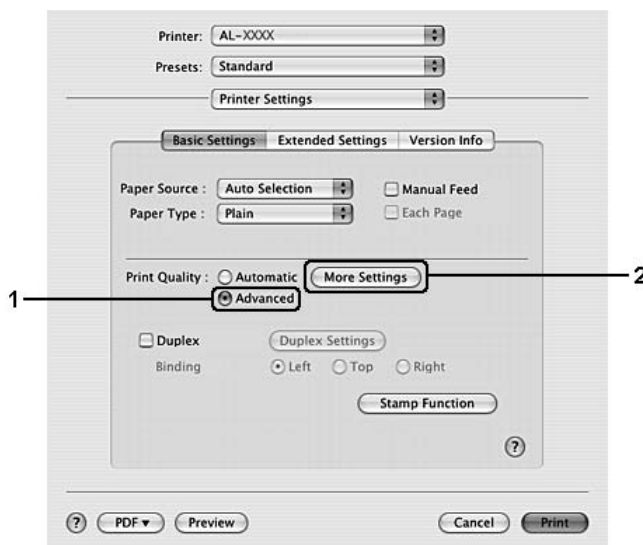 Printer: AL-XXXX
Presets: Standard
Printer Settings
Basic Settings Extended Settings Version Info
Paper Source : Auto Selection Manual Feed
Paper Type : Plain Each Page
Print Quality : Automatic More Settings 2
1 Advanced
Duplex Duplex Settings
Binding Left Top Right
Stamp Function
?
? PDF ▾ Preview Cancel Print